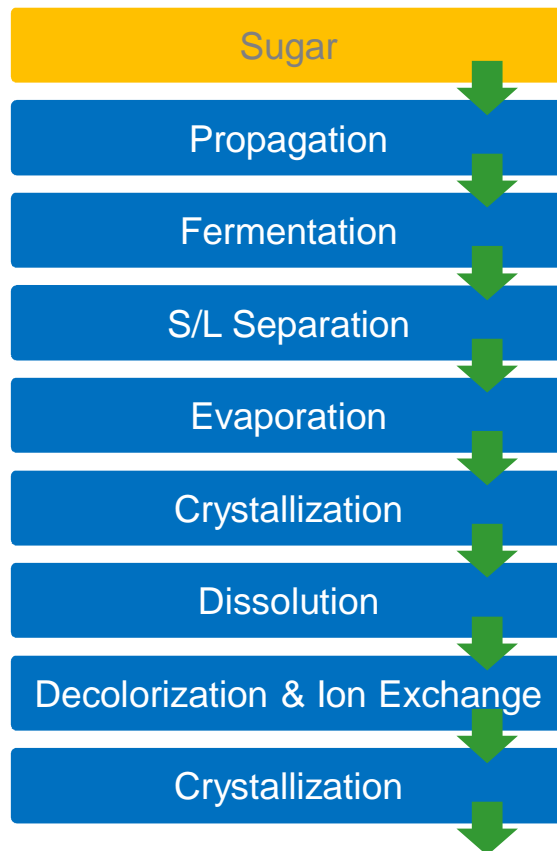 Sugar
Propagation
Fermentation
S/L Separation
Evaporation
Crystallization
Dissolution
Decolorization & Ion Exchange
Crystallization